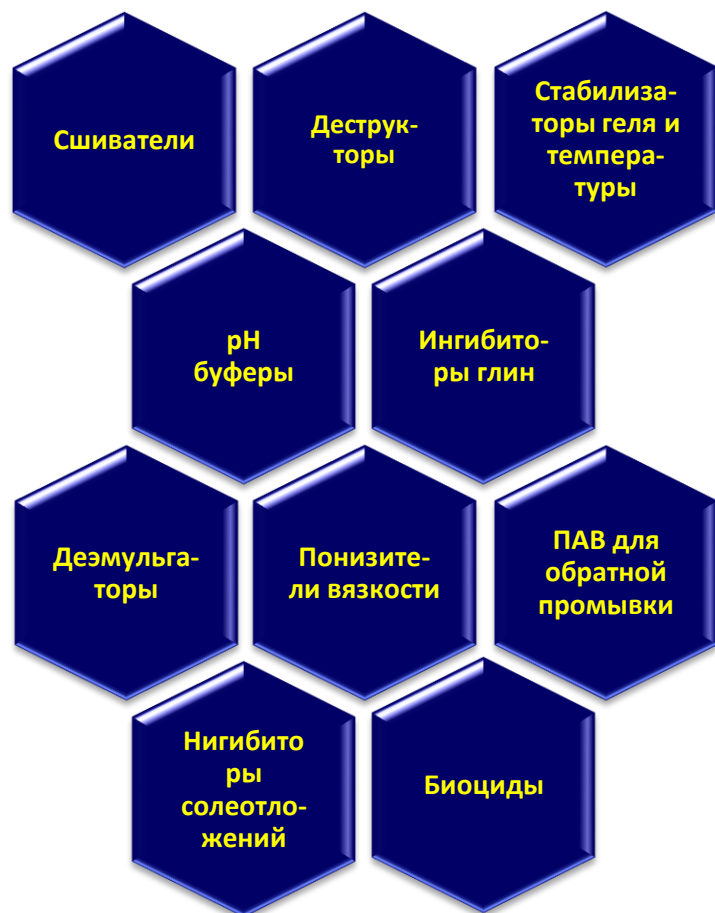 Сшиватели
Деструк-
торы
Стабилиза-
торы геля и
темпера-
туры
pH
буферы
Ингибито-
ры глин
Деэмульга-
торы
Понизите-
ли вязкости
ПАВ для
обратной
промывки
Нигибито
ры
солеотло-
жений
Биоциды